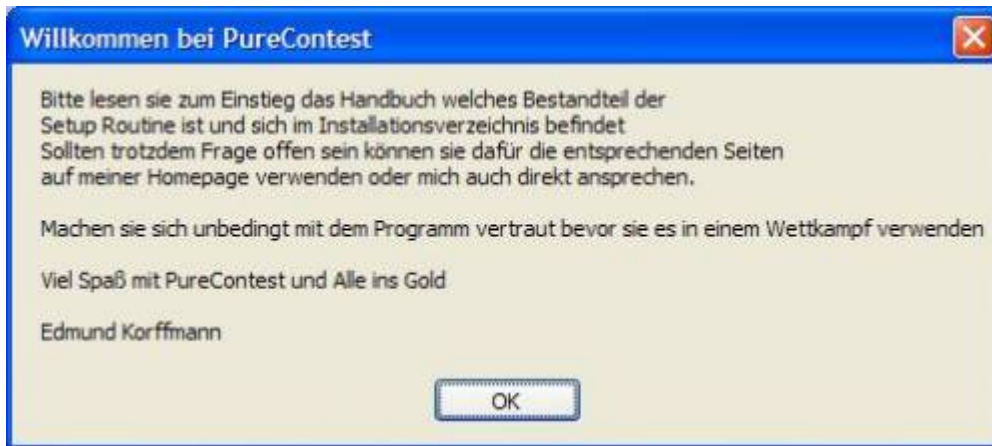 Willkommen bei PureContest
Bitte lesen sie zum Einstieg das Handbuch welches Bestandteil der
Setup Routine ist und sich im Installationsverzeichnis befindet
Sollten trotzdem Frage offen sein können sie dafür die entsprechenden Seiten
auf meiner Homepage verwenden oder mich auch direkt ansprechen.
Machen sie sich unbedingt mit dem Programm vertraut bevor sie es in einem Wettkampf verwenden
Viel Spaß mit PureContest und Alle ins Gold
Edmund Korffmann
OK